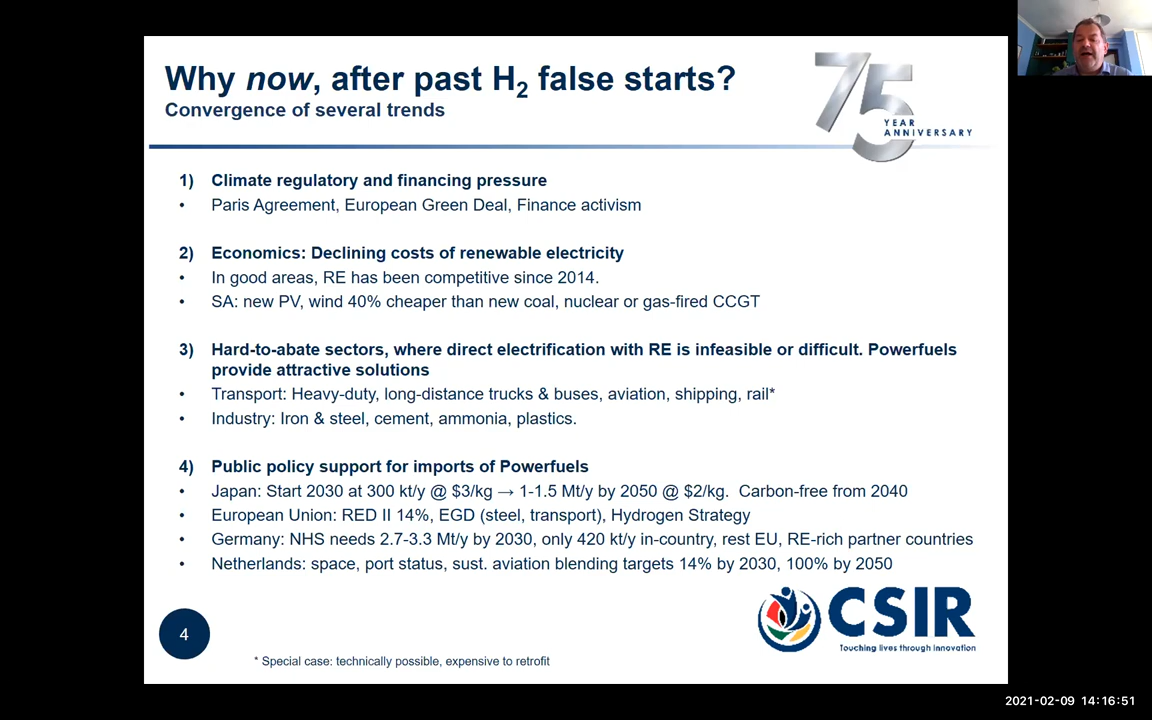 Why now, after past H2 false starts?
Convergence of several trends
75
YEAR
ANNIVERSARY
1) Climate regulatory and financing pressure
• Paris Agreement, European Green Deal, Finance activism
2) Economics: Declining costs of renewable electricity
• In good areas, RE has been competitive since 2014.
• SA: new PV, wind 40% cheaper than new coal, nuclear or gas-fired CCGT
3) Hard-to-abate sectors, where direct electrification with RE is infeasible or difficult. Powerfuels
provide attractive solutions
• Transport: Heavy-duty, long-distance trucks & buses, aviation, shipping, rail*
• Industry: Iron & steel, cement, ammonia, plastics.
4) Public policy support for imports of Powerfuels
• Japan: Start 2030 at 300 kt/y @ $3/kg → 1-1.5 Mt/y by 2050 @ $2/kg. Carbon-free from 2040
• European Union: RED II 14%, EGD (steel, transport), Hydrogen Strategy
• Germany: NHS needs 2.7-3.3 Mt/y by 2030, only 420 kt/y in-country, rest EU, RE-rich partner countries
• Netherlands: space, port status, sust. aviation blending targets 14% by 2030, 100% by 2050
CSIR
Touching lives through innovation
4
* Special case: technically possible, expensive to retrofit
2021-02-09 14:16:51